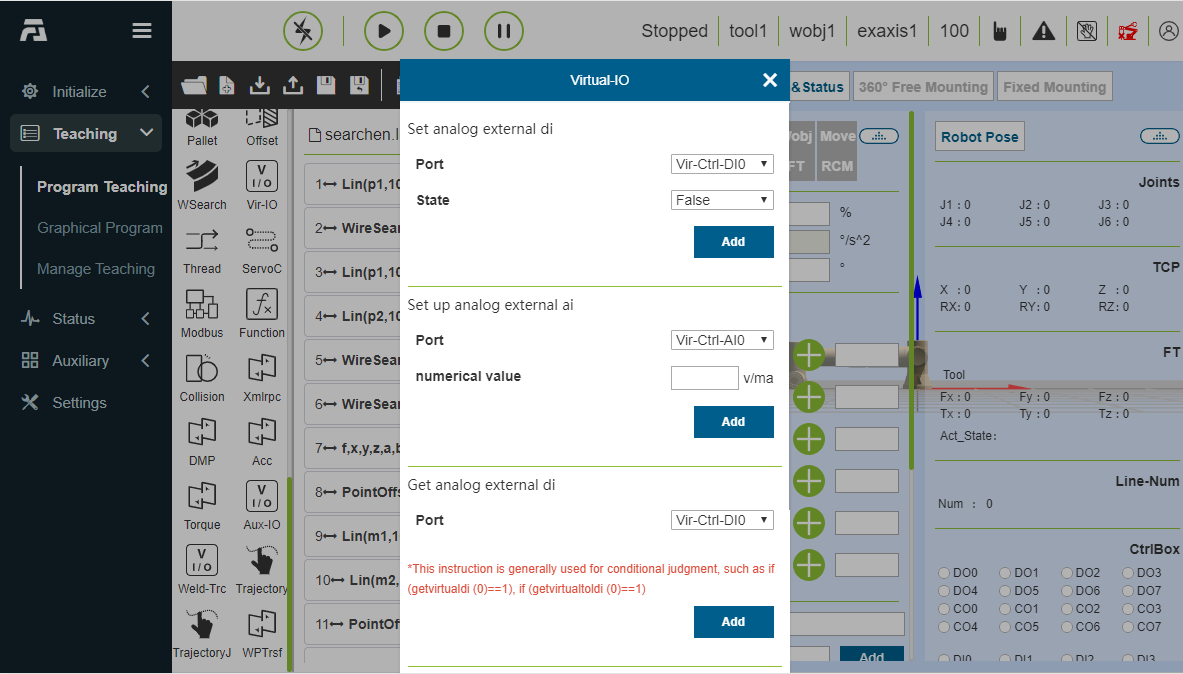 Stopped
tool1
wobj1
exaxis1
100
Initialize
Teaching
Program Teaching
Graphical Program
Manage Teaching
Status
Auxiliary
Settings
Pallet
Offset
WSearch
Vir-IO
Thread
ServoC
Modbus
Function
Collision
Xmlrpc
DMP
Acc
Torque
Aux-IO
Weld-Trc
Trajectory
TrajectoryJ
WPTrsf
searchen.l
1 Lin(p1,10
2 WireSear
3 Lin(p1,10
4 Lin(p2,10
5 WireSear
6 WireSear
7 f,x,y,z,a,b
8 PointOffs
9 Lin(m1,1
10 Lin(m2,
11 PointOf
Virtual-IO
Set analog external di
Port Vir-Ctrl-DI0
State False
Add
Set up analog external ai
Port Vir-Ctrl-AI0
numerical value v/ma
Add
Get analog external di
Port Vir-Ctrl-DI0
*This instruction is generally used for conditional judgment, such as if
(getvirtualdi (0)==1), if (getvirtualtoldi (0)==1)
Add
& Status
360° Free Mounting
Fixed Mounting
obj Move
FT RCM
%
°/s^2
°
Add
Robot Pose
Joints
J1 : 0 J2 : 0 J3 : 0
J4 : 0 J5 : 0 J6 : 0
TCP
X : 0 Y : 0 Z : 0
RX: 0 RY: 0 RZ: 0
FT
Tool
Fx : 0 Fy : 0 Fz : 0
Tx : 0 Ty : 0 Tz : 0
Act_State:
Line-Num
Num : 0
CtrlBox
DO0 DO1 DO2 DO3
DO4 DO5 DO6 DO7
CO0 CO1 CO2 CO3
CO4 CO5 CO6 CO7
DI0 DI1 DI2 DI3